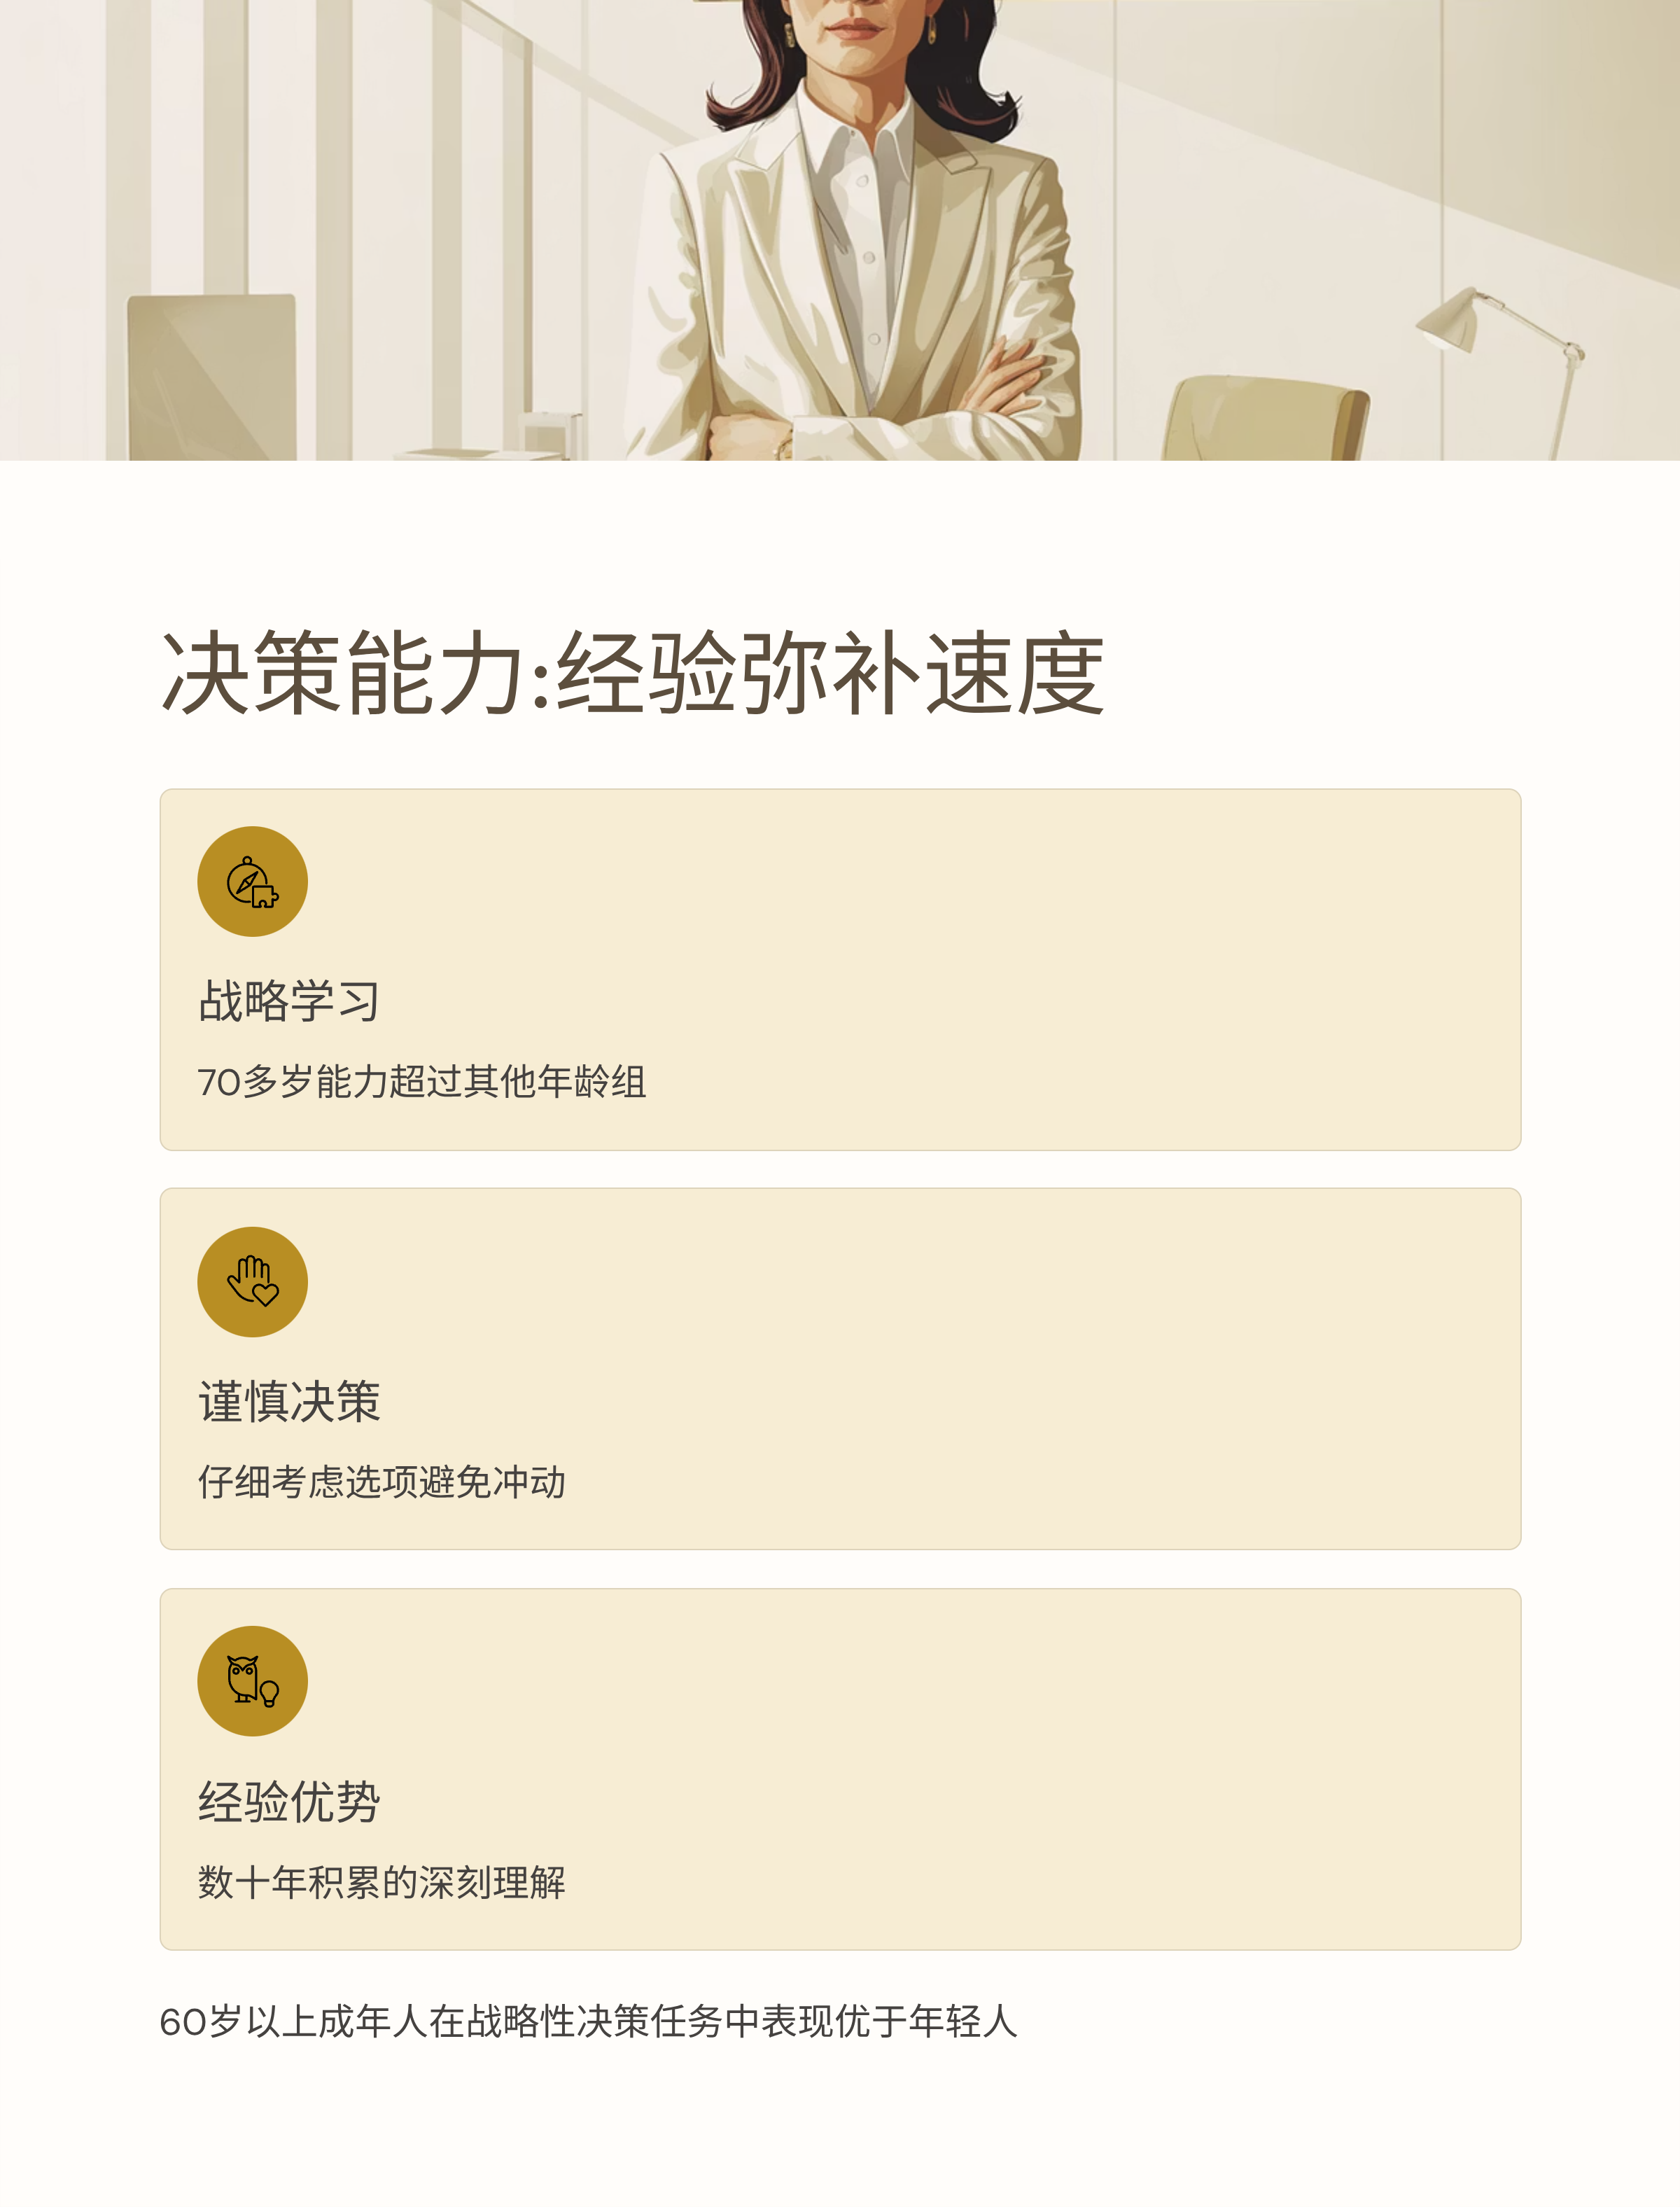 决策能力:经验弥补速度
战略学习
70多岁能力超过其他年龄组
谨慎决策
仔细考虑选项避免冲动
经验优势
数十年积累的深刻理解
60岁以上成年人在战略性决策任务中表现优于年轻人